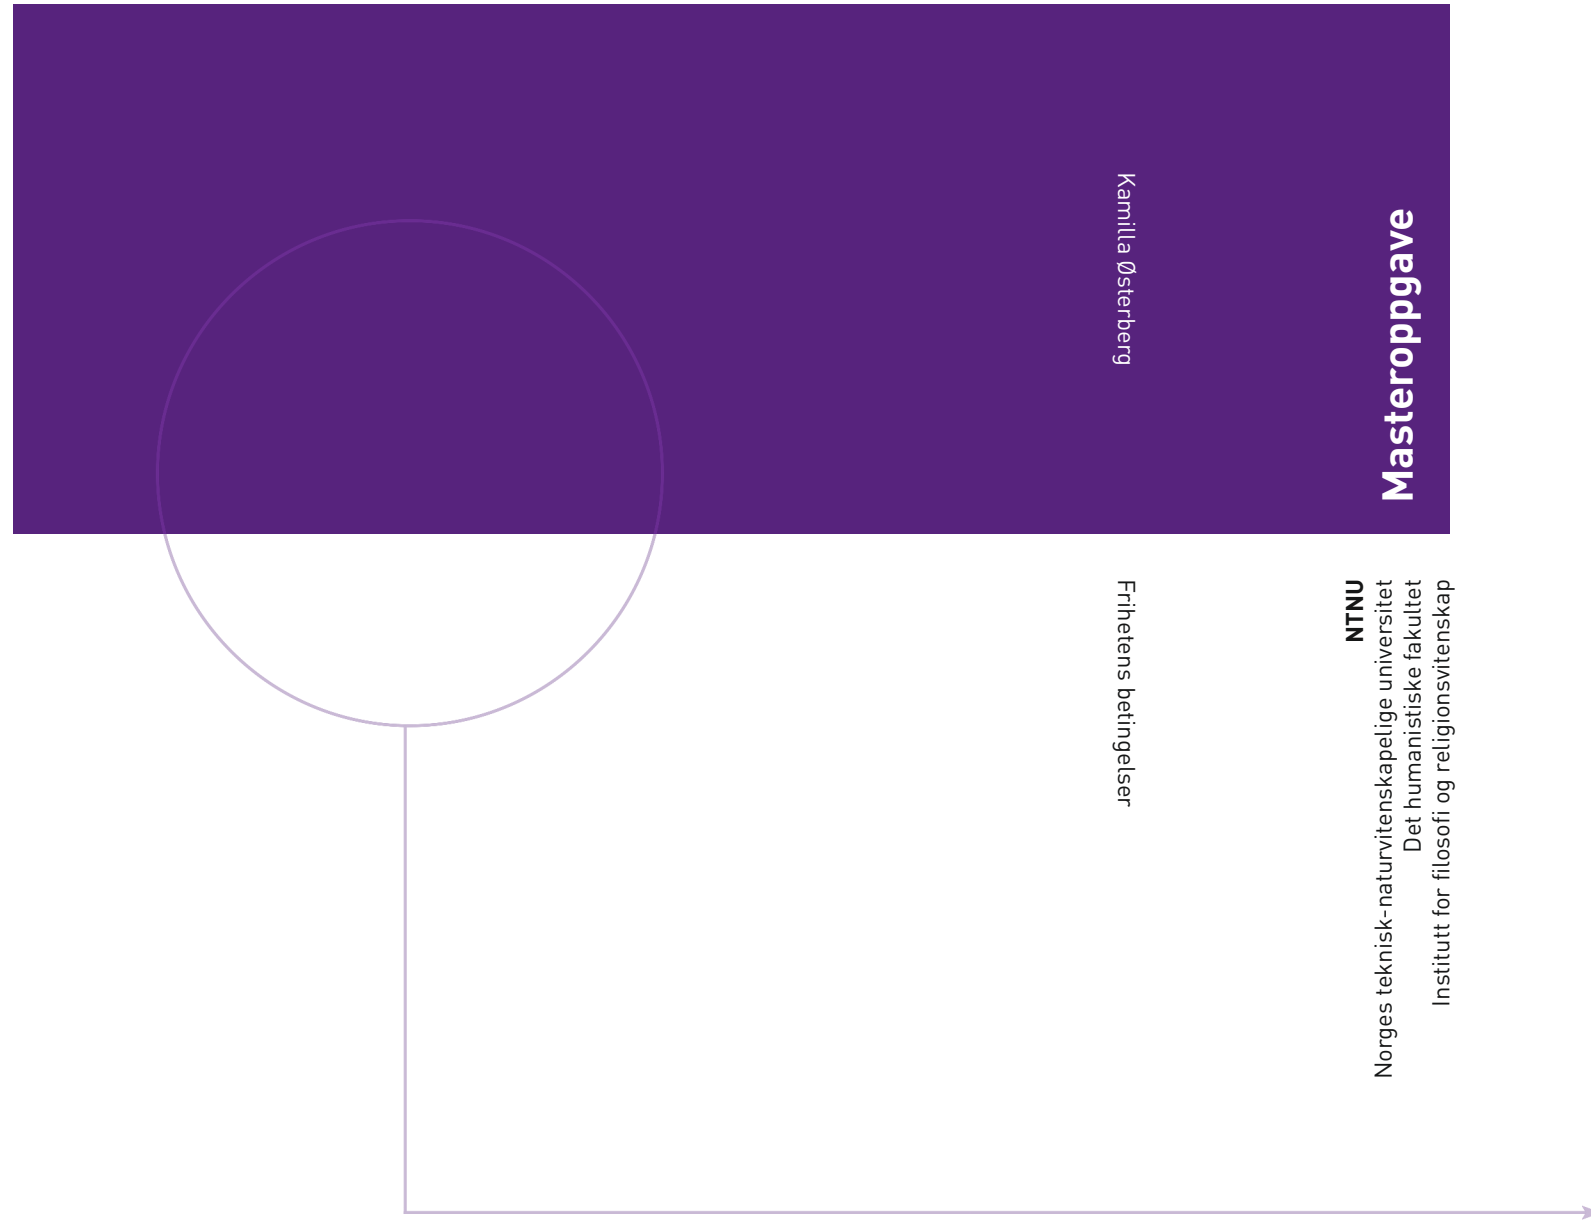 Kamilla Østerberg
Frihetens betingelser
Masteroppgave
NTNU
Norges teknisk-naturvitenskapelige universitet
Det humanistiske fakultet
Institutt for filosofi og religionsvitenskap